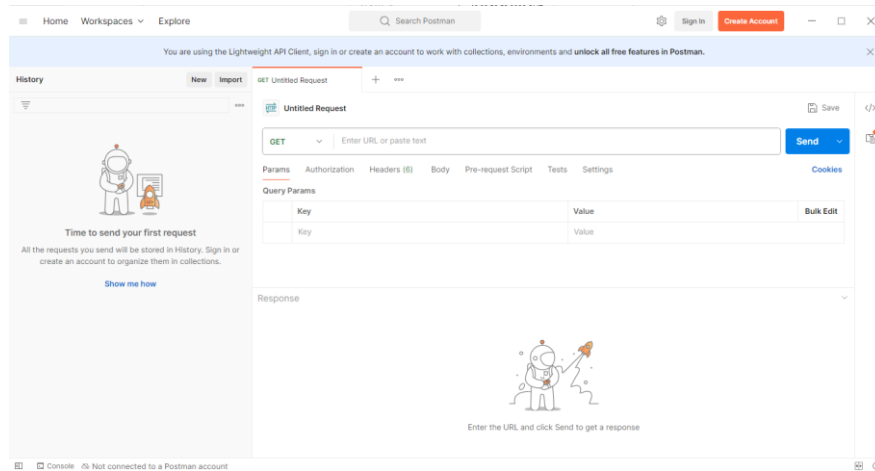 Home Workspaces Explore Search Postman Sign In Create Account
You are using the Lightweight API Client, sign in or create an account to work with collections, environments and unlock all free features in Postman.
History New Import GET Untitled Request
HTTP Untitled Request Save
GET Enter URL or paste text Send
Params Authorization Headers (6) Body Pre-request Script Tests Settings Cookies
Query Params
Key Value Bulk Edit
Key Value
Time to send your first request
All the requests you send will be stored in History. Sign in or
create an account to organize them in collections.
Show me how
Response
Enter the URL and click Send to get a response
Console Not connected to a Postman account